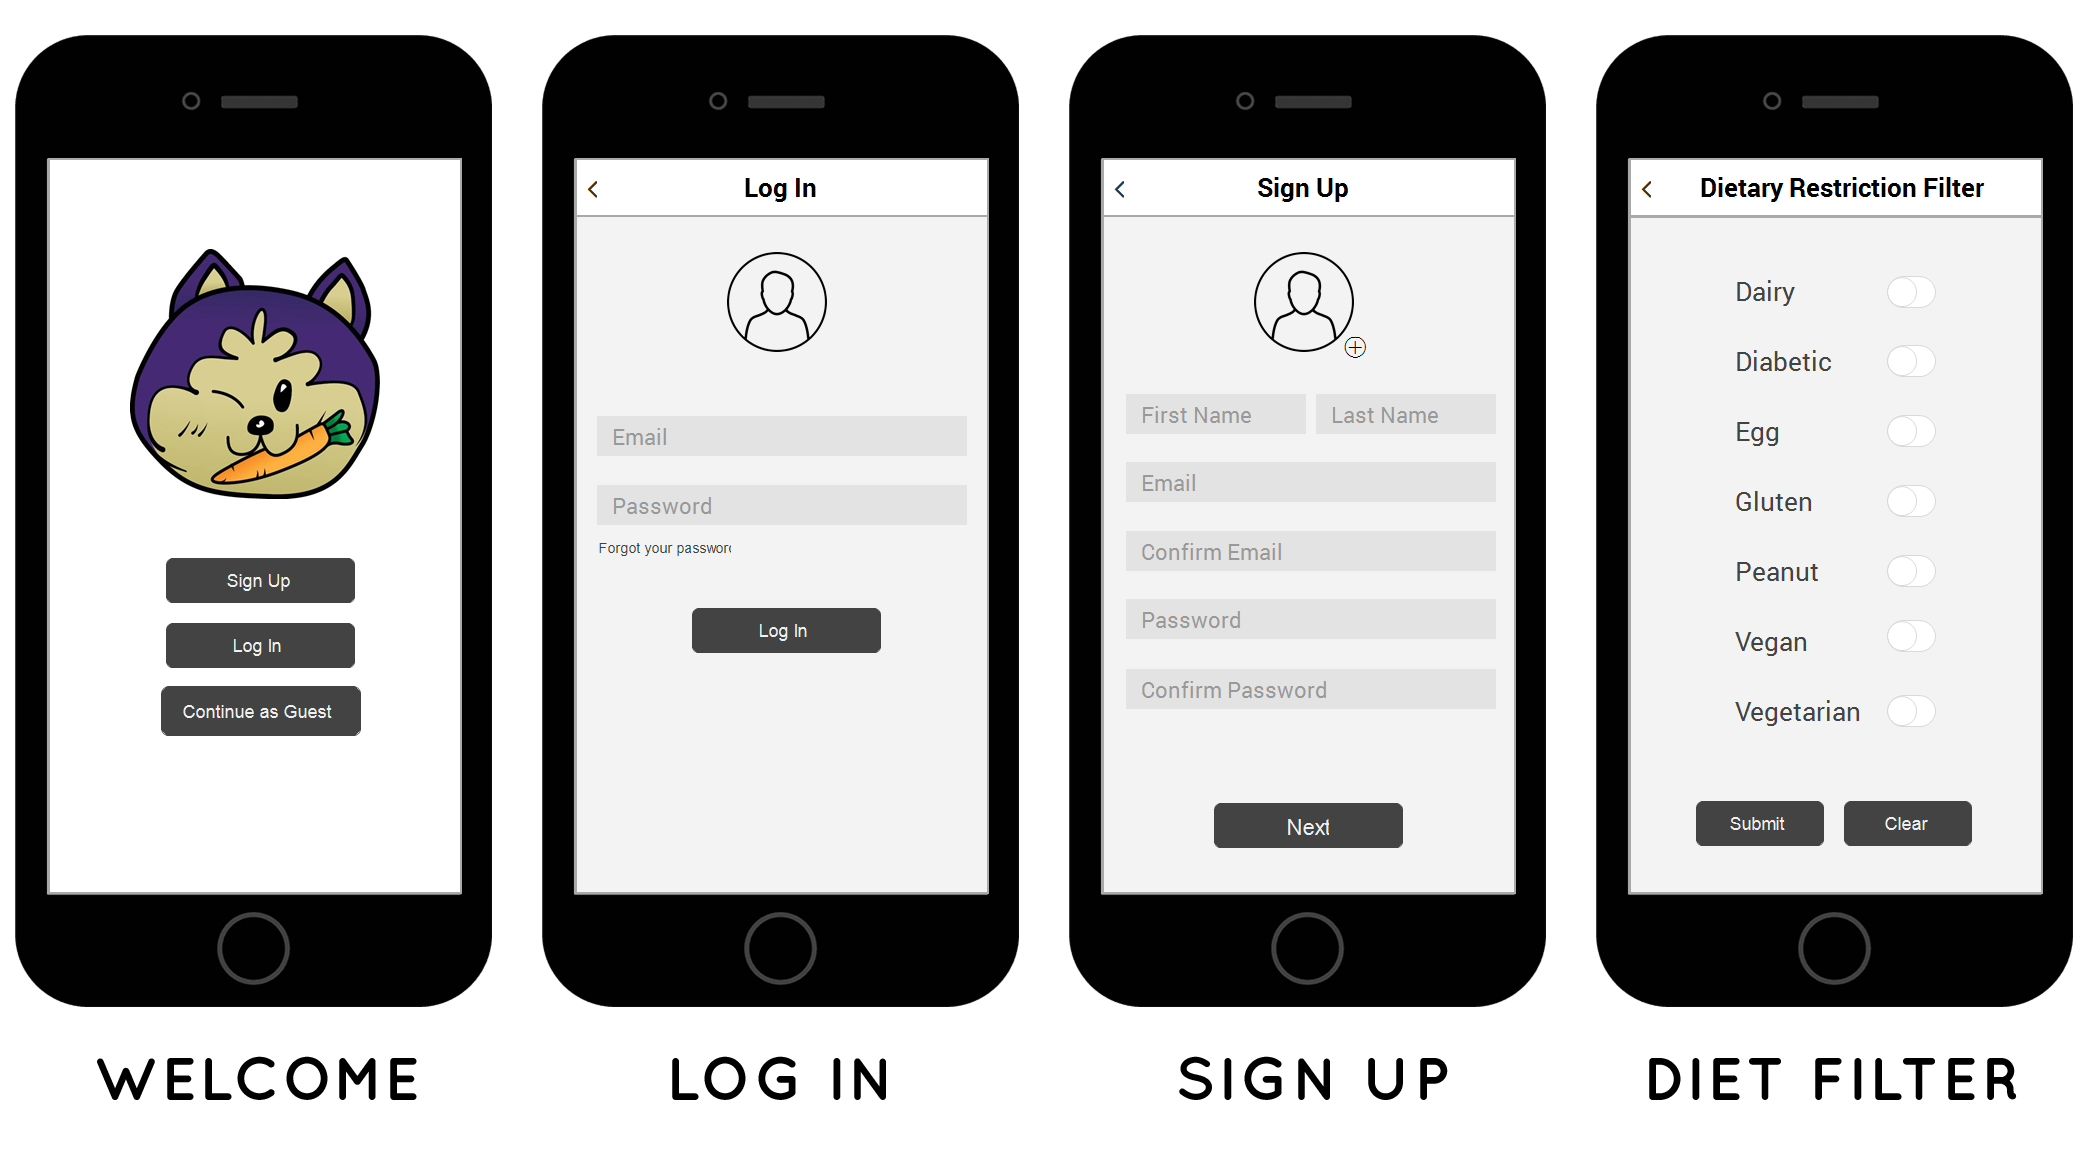 Sign Up
Log In
Continue as Guest
WELCOME
Log In
Email
Password
Forgot your passwor
Log In
LOG IN
Sign Up
First Name Last Name
Email
Confirm Email
Password
Confirm Password
Next
SIGN UP
Dietary Restriction Filter
Dairy
Diabetic
Egg
Gluten
Peanut
Vegan
Vegetarian
Submit Clear
DIET FILTER